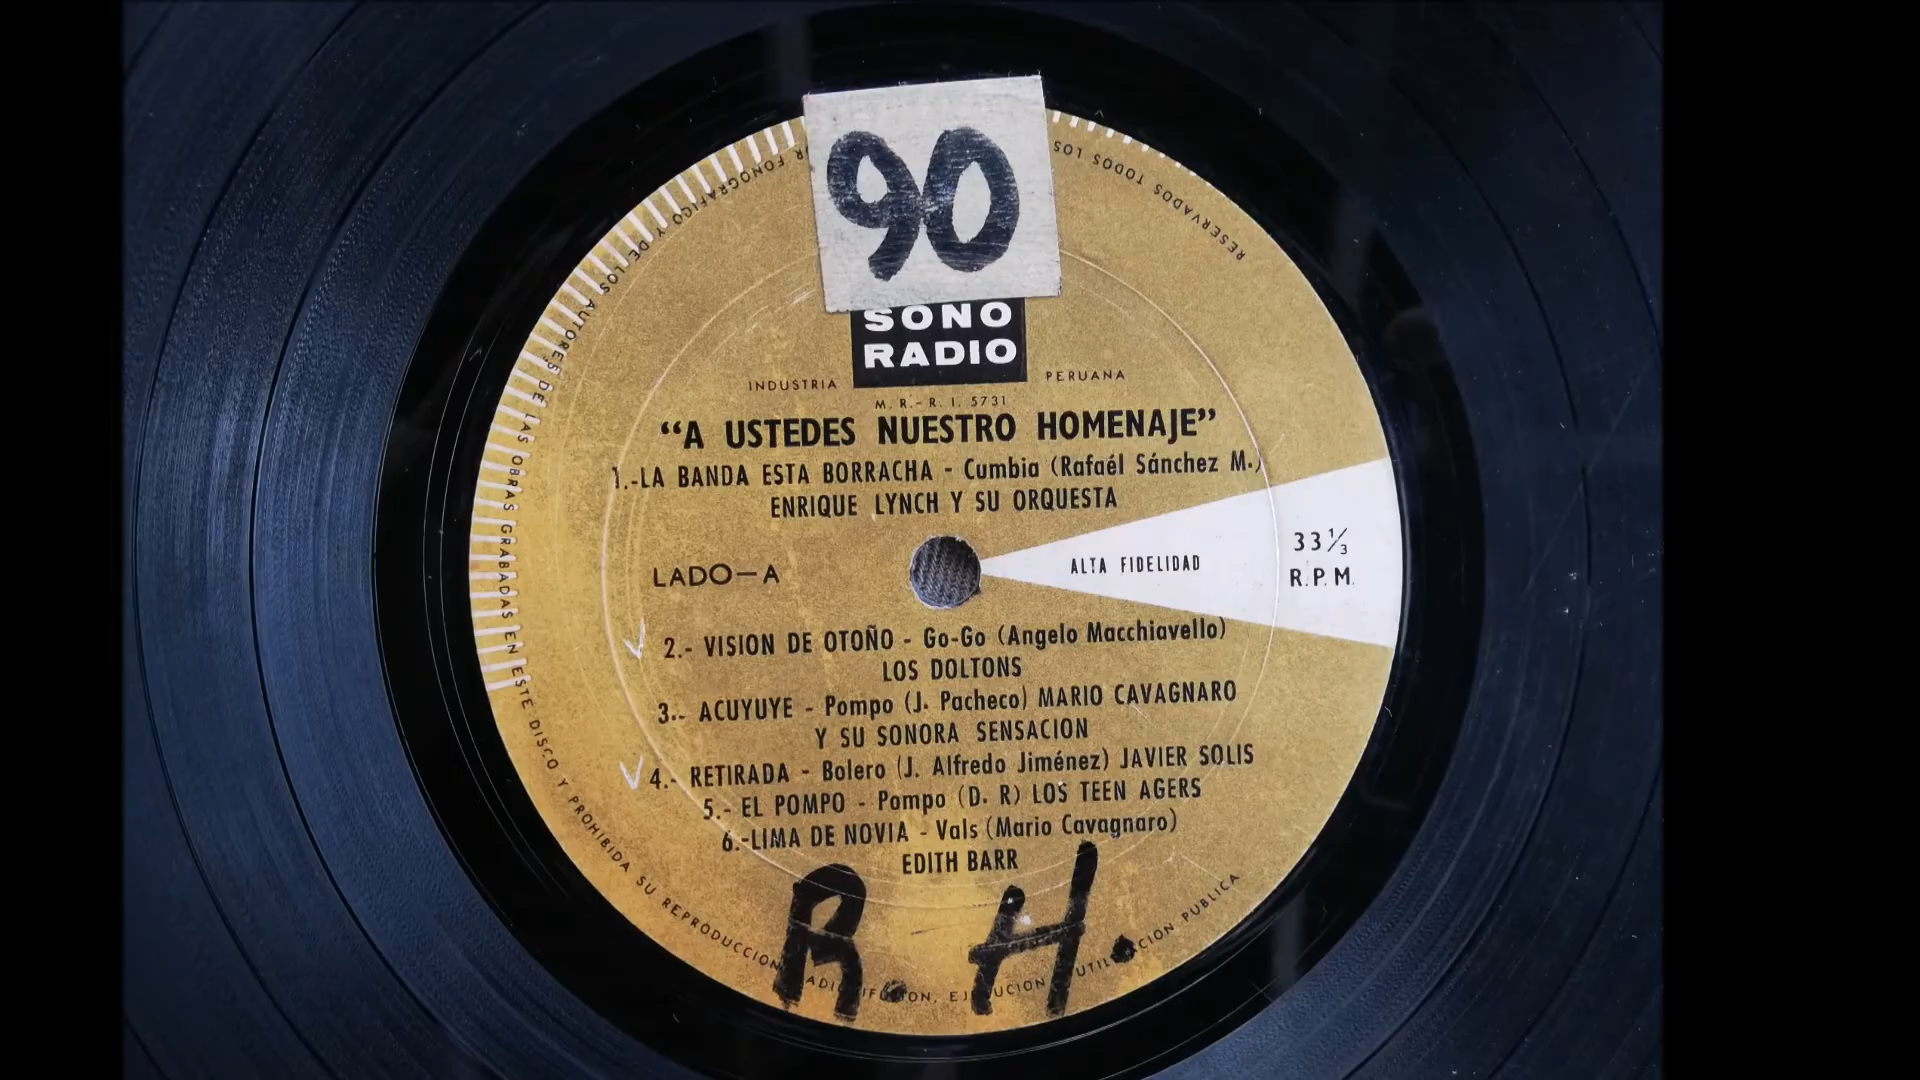 90
SONO
RADIO
INDUSTRIA PERUANA
M. R. - R. I. 5731
“A USTEDES NUESTRO HOMENAJE”
1.-LA BANDA ESTA BORRACHA - Cumbia (Rafaél Sánchez M.)
ENRIQUE LYNCH Y SU ORQUESTA
LADO-A
ALTA FIDELIDAD
33⅓
R.P.M.
2.- VISION DE OTOÑO - Go-Go (Angelo Macchiavello)
LOS DOLTONS
3.- ACUYUYE - Pompo (J. Pacheco) MARIO CAVAGNARO
Y SU SONORA SENSACION
4.- RETIRADA - Bolero (J. Alfredo Jiménez) JAVIER SOLIS
5.- EL POMPO - Pompo (D. R) LOS TEEN AGERS
6.-LIMA DE NOVIA - Vals (Mario Cavagnaro)
EDITH BARR
R. H.
RESERVADOS TODOS LOS FONOGRAFICO Y DE LOS AUTORES DE LAS OBRAS GRABADAS EN ESTE DISCO Y PROHIBIDA SU REPRODUCCION PUBLICA